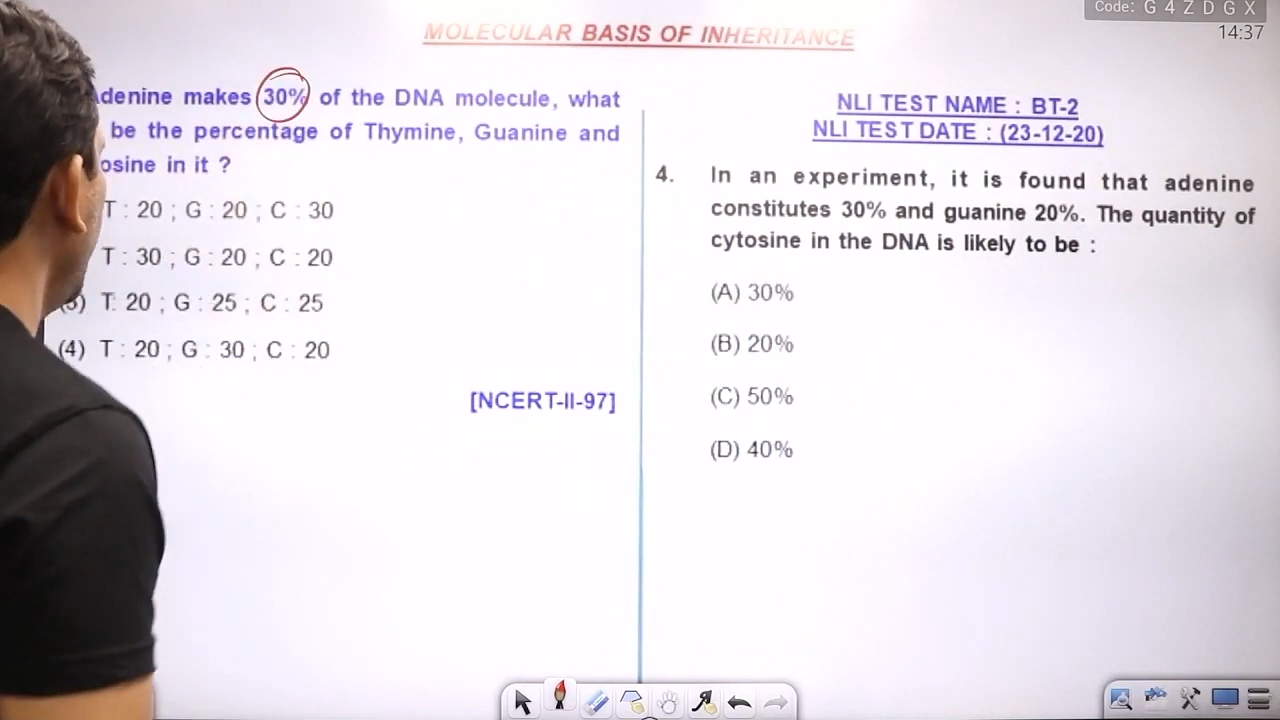 Code: G 4 Z D G X
14:37
MOLECULAR BASIS OF INHERITANCE
Adenine makes 30% of the DNA molecule, what
be the percentage of Thymine, Guanine and
osine in it ?
T : 20 ; G : 20 ; C : 30
T : 30 ; G : 20 ; C : 20
(3) T: 20 ; G : 25 ; C : 25
(4) T : 20 ; G : 30 ; C : 20
[NCERT-II-97]
NLI TEST NAME : BT-2
NLI TEST DATE : (23-12-20)
4. In an experiment, it is found that adenine
constitutes 30% and guanine 20%. The quantity of
cytosine in the DNA is likely to be :
(A) 30%
(B) 20%
(C) 50%
(D) 40%